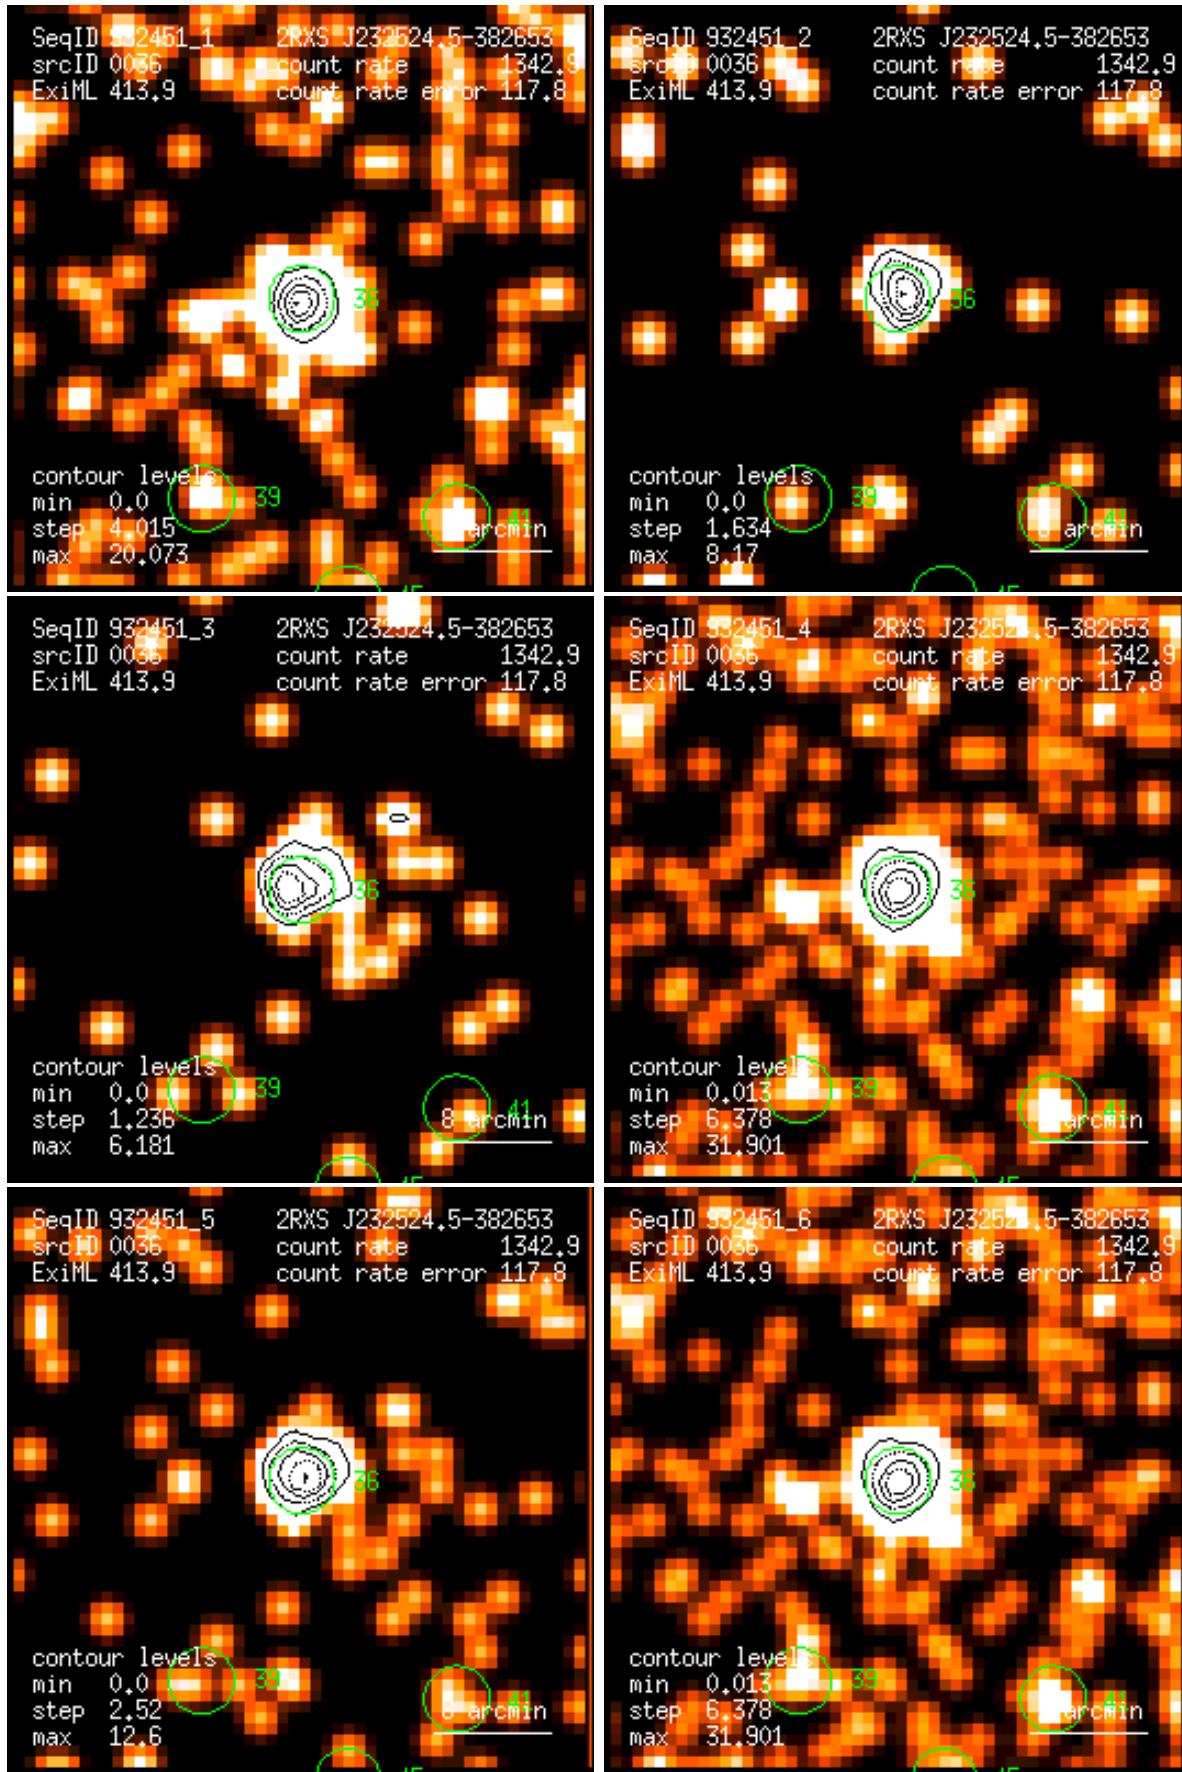 SeqID 932451_1 2RXS J232524.5-382653
srcID 0036 count rate 1342.9
ExiML 413.9 count rate error 117.8
36
contour levels
min 0.0 39
step 4.015 41 arcmin
max 20.073
SeqID 932451_2 2RXS J232524.5-382653
srcID 0036 count rate 1342.9
ExiML 413.9 count rate error 117.8
36
contour levels
min 0.0 39
step 1.634 8 arcmin 41
max 8.17
SeqID 932451_3 2RXS J232524.5-382653
srcID 0036 count rate 1342.9
ExiML 413.9 count rate error 117.8
36
contour levels
min 0.0 39
step 1.236 8 arcmin 41
max 6.181
SeqID 932451_4 2RXS J232524.5-382653
srcID 0036 count rate 1342.9
ExiML 413.9 count rate error 117.8
36
contour levels
min 0.013 39
step 6.378 arcmin 41
max 31.901
SeqID 932451_5 2RXS J232524.5-382653
srcID 0036 count rate 1342.9
ExiML 413.9 count rate error 117.8
36
contour levels
min 0.0 39
step 2.52 8 arcmin 41
max 12.6
SeqID 932451_6 2RXS J232524.5-382653
srcID 0036 count rate 1342.9
ExiML 413.9 count rate error 117.8
36
contour levels
min 0.013 39
step 6.378 arcmin 41
max 31.901